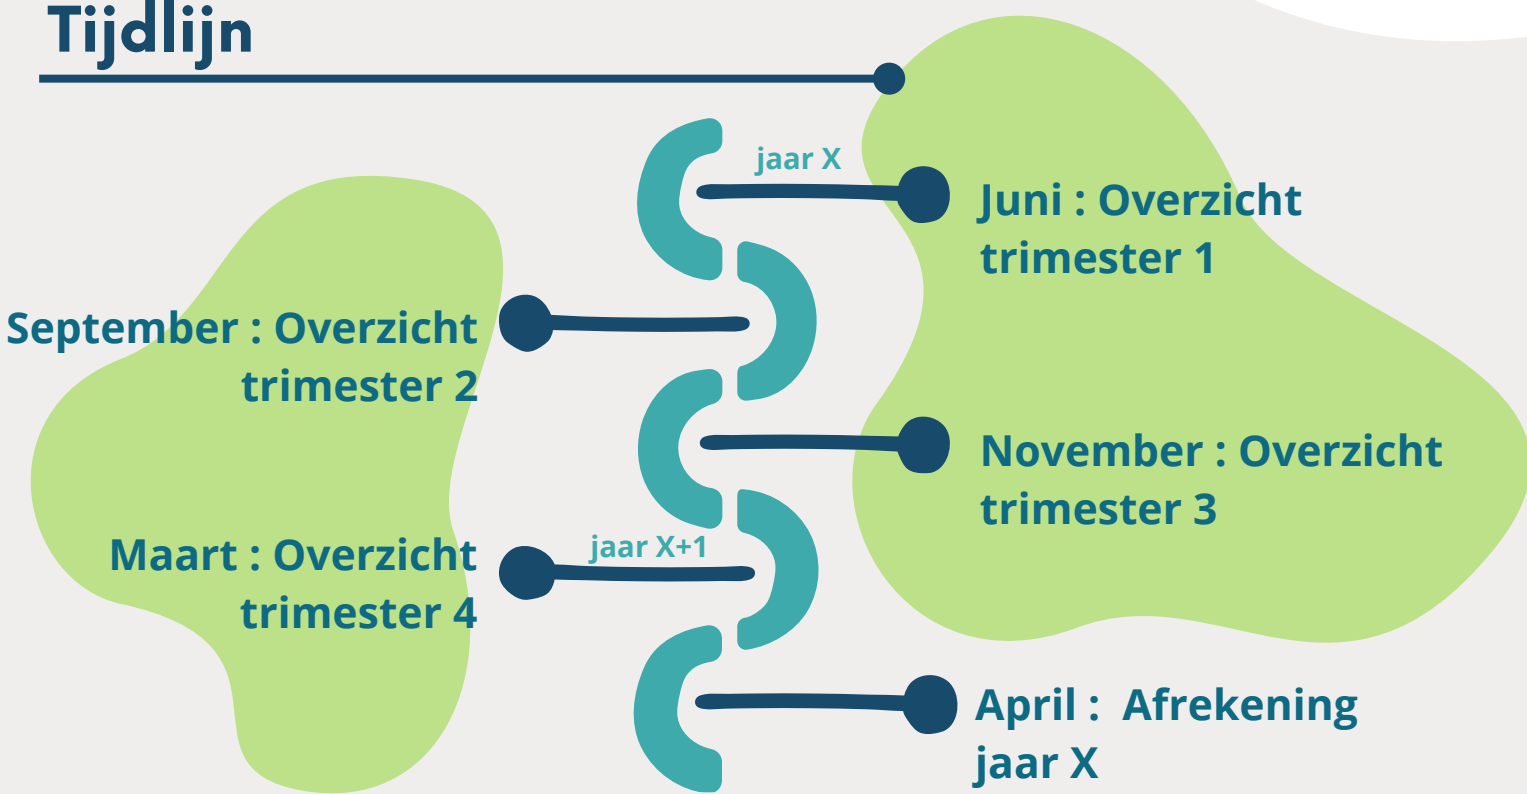 Tijdlijn
jaar X
Juni : Overzicht
trimester 1
September : Overzicht
trimester 2
November : Overzicht
trimester 3
jaar X+1
Maart : Overzicht
trimester 4
April :  Afrekening
jaar X